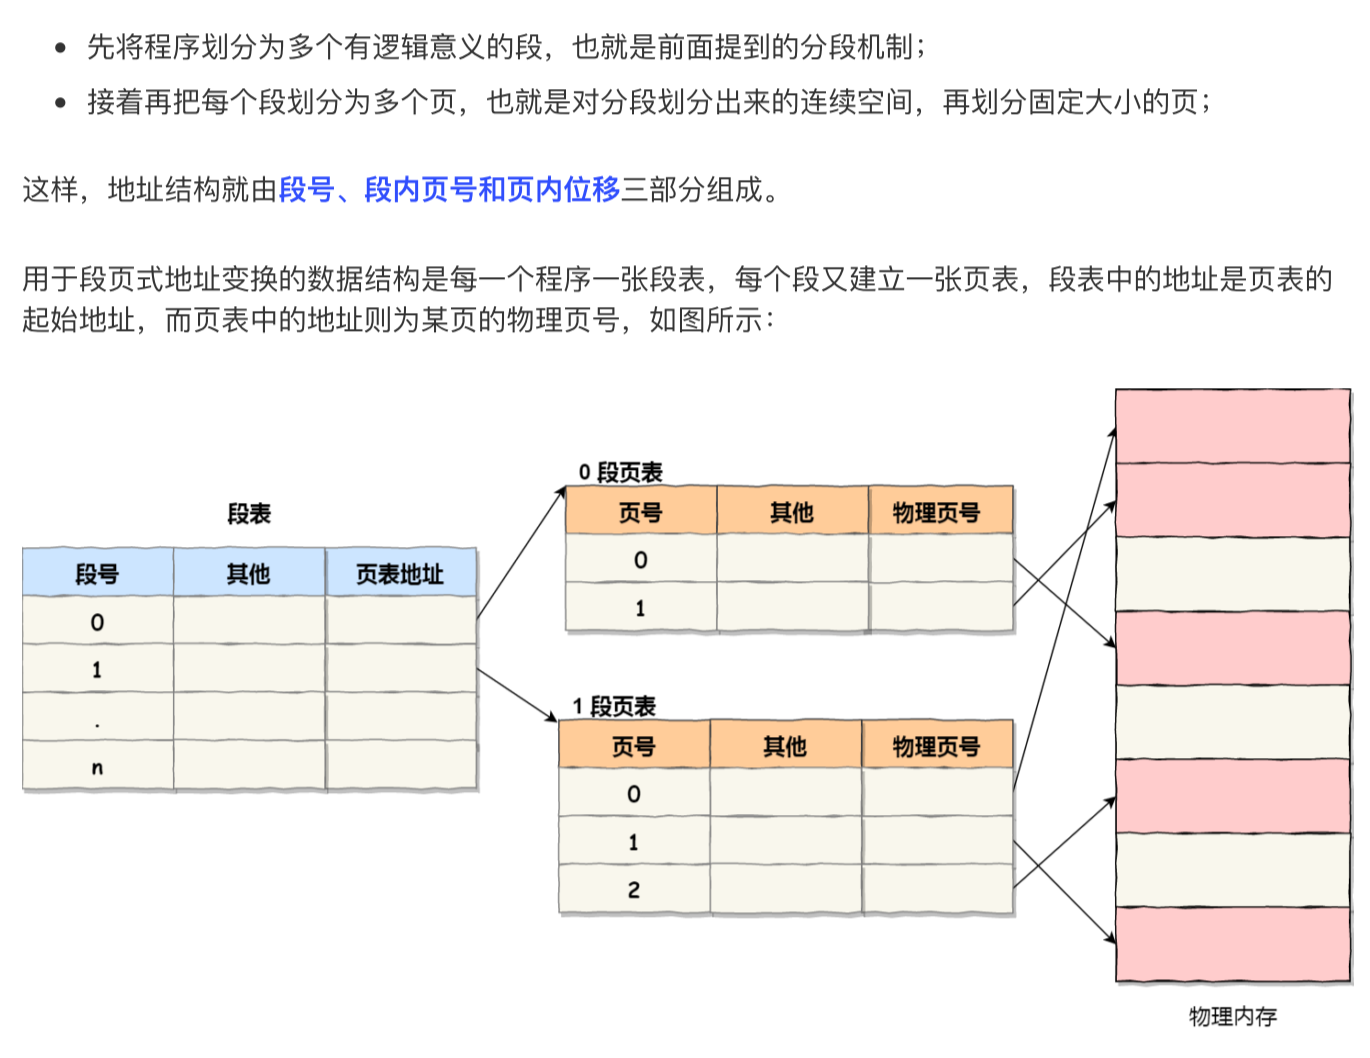 先将程序划分为多个有逻辑意义的段，也就是前面提到的分段机制；
接着再把每个段划分为多个页，也就是对分段划分出来的连续空间，再划分固定大小的页；
这样，地址结构就由段号、段内页号和页内位移三部分组成。
用于段页式地址变换的数据结构是每一个程序一张段表，每个段又建立一张页表，段表中的地址是页表的
起始地址，而页表中的地址则为某页的物理页号，如图所示：
段表
段号 其他 页表地址
0
1
.
n
0 段页表
页号 其他 物理页号
0
1
1 段页表
页号 其他 物理页号
0
1
2
物理内存